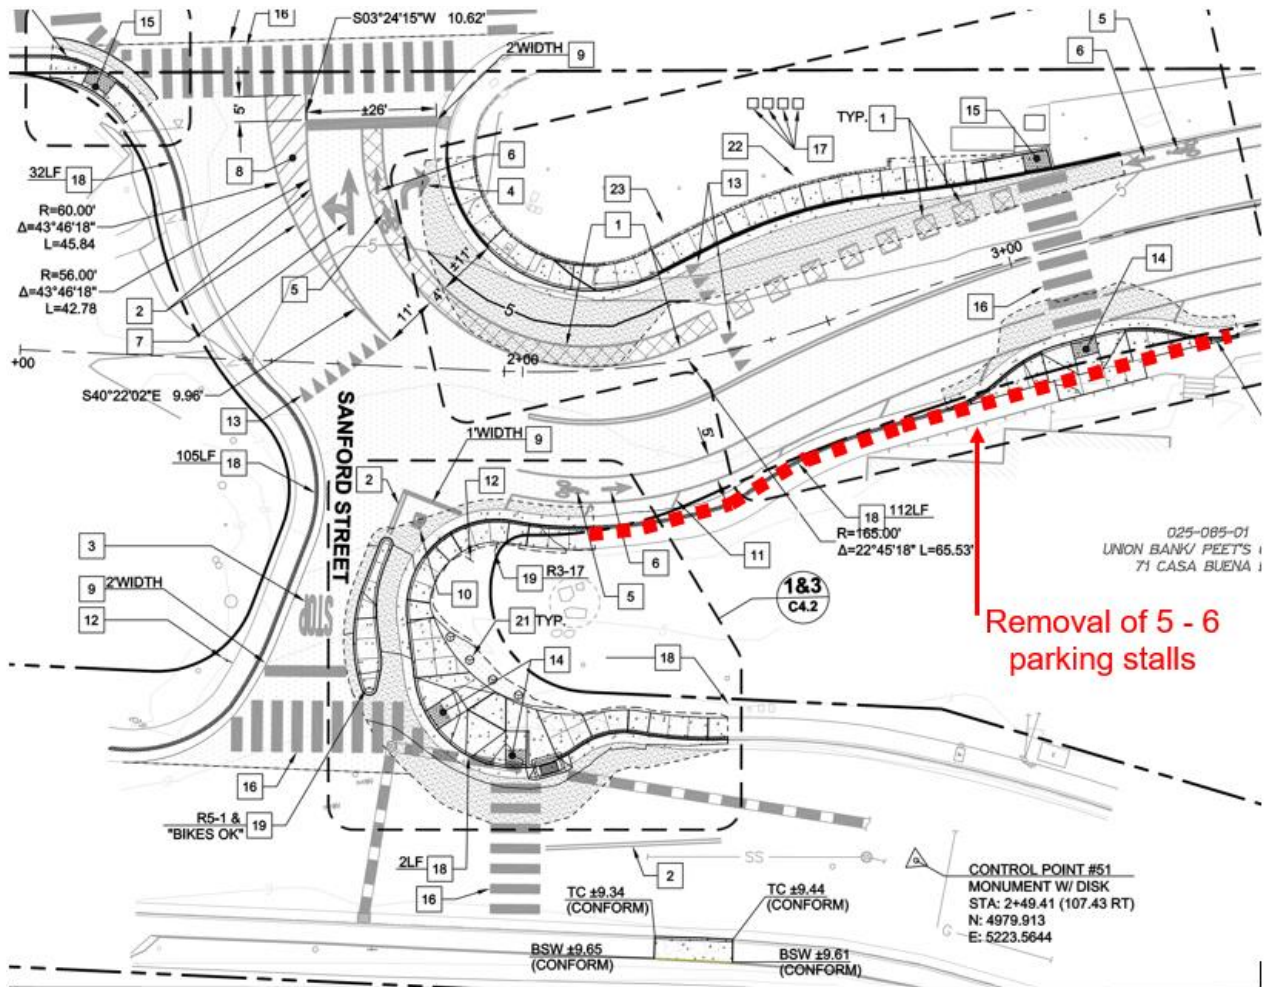 16
15
S03°24'15"W 10.62'
2'WIDTH 9
5
6
5'
±26'
TYP. 1
15
17
22
8
6
32LF 18
4
23
13
R=60.00'
Δ=43°46'18"
L=45.84
1
5
5
±11'
3+00
14
R=56.00'
Δ=43°46'18"
L=42.78
5
4'
5
16
2
11'
7
2+00
+00
S40°22'02"E 9.96'
13
SANFORD STREET
1'WIDTH 9
5'
105LF 18
2
12
18 112LF
R=165.00'
Δ=22°45'18" L=65.53'
025-085-01
UNION BANK/ PEET'S
71 CASA BUENA
3
11
6
19 R3-17
5
1&3
C4.2
9 2'WIDTH
10
STOP
12
21 TYP.
Removal of 5 - 6
parking stalls
14
18
16
R5-1 &
"BIKES OK" 19
2LF 18
SS
2
16
CONTROL POINT #51
MONUMENT W/ DISK
STA: 2+49.41 (107.43 RT)
N: 4979.913
E: 5223.5644
TC ±9.34
(CONFORM)
TC ±9.44
(CONFORM)
G
BSW ±9.65
(CONFORM)
BSW ±9.61
(CONFORM)